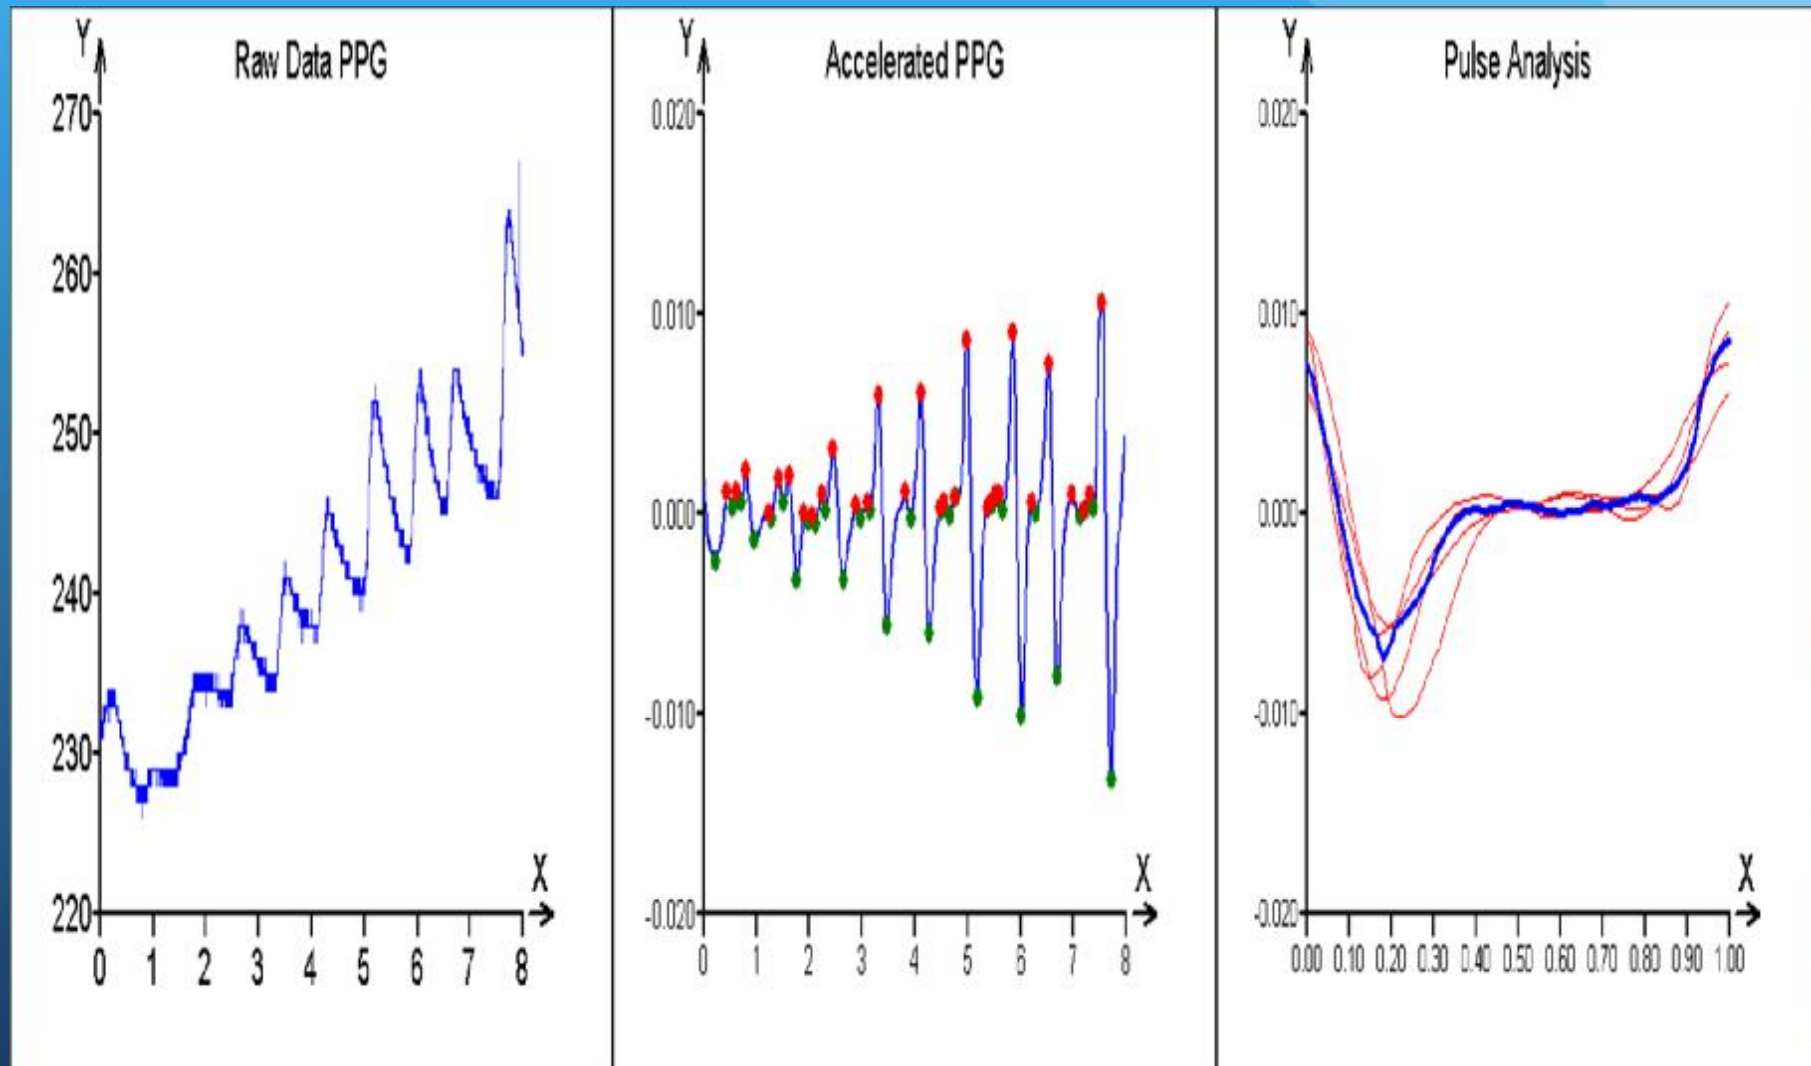 Raw Data PPG
Y
270
260
250
240
230
220
X
0 1 2 3 4 5 6 7 8
Accelerated PPG
Y
0.020
0.010
0.000
-0.010
-0.020
X
0 1 2 3 4 5 6 7 8
Pulse Analysis
Y
0.020
0.010
0.000
-0.010
-0.020
X
0.00 0.10 0.20 0.30 0.40 0.50 0.60 0.70 0.80 0.90 1.00